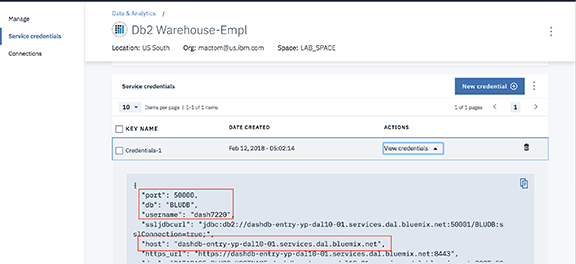 Manage
Service credentials
Connections
Data & Analytics /
Db2 Warehouse-Empl
Location: US South Org: mactom@us.ibm.com Space: LAB_SPACE
Service credentials
New credential
10 Items per page | 1-1 of 1 items
1 of 1 pages < 1 >
KEY NAME DATE CREATED ACTIONS
Credentials-1 Feb 12, 2018 - 05:02:14 View credentials
{
"port": 50000,
"db": "BLUDB",
"username": "dash7220",
"ssljdbcurl": "jdbc:db2://dashdb-entry-yp-dal10-01.services.dal.bluemix.net:50001/BLUDB:s
slConnection=true;",
"host": "dashdb-entry-yp-dal10-01.services.dal.bluemix.net",
"https_url": "https://dashdb-entry-yp-dal10-01.services.dal.bluemix.net:8443",